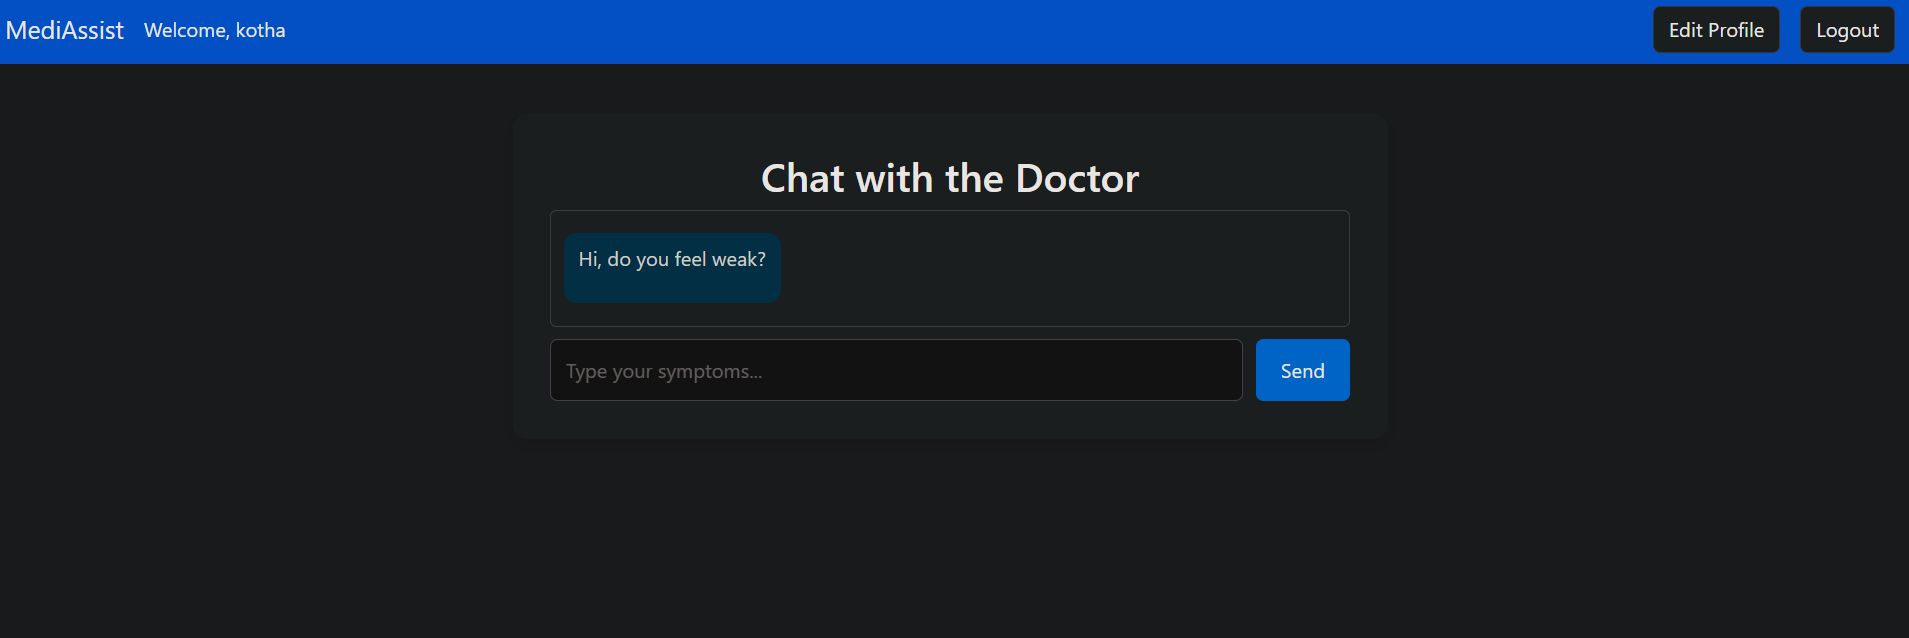 MediAssist Welcome, kotha Edit Profile Logout
Chat with the Doctor
Hi, do you feel weak?
Type your symptoms... Send